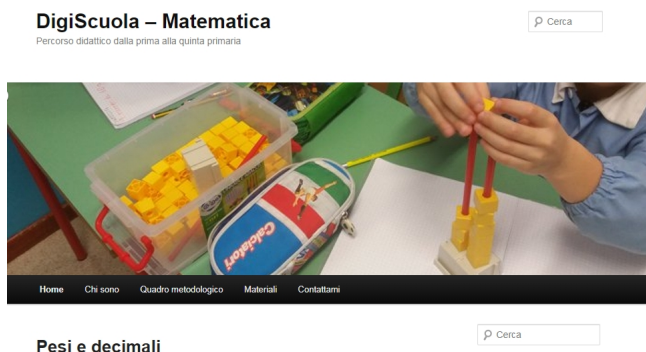 DigiScuola – Matematica
Cerca
Percorso didattico dalla prima alla quinta primaria
Calciatori
Home Chi sono Quadro metodologico Materiali Contattami
Cerca
Pesi e decimali